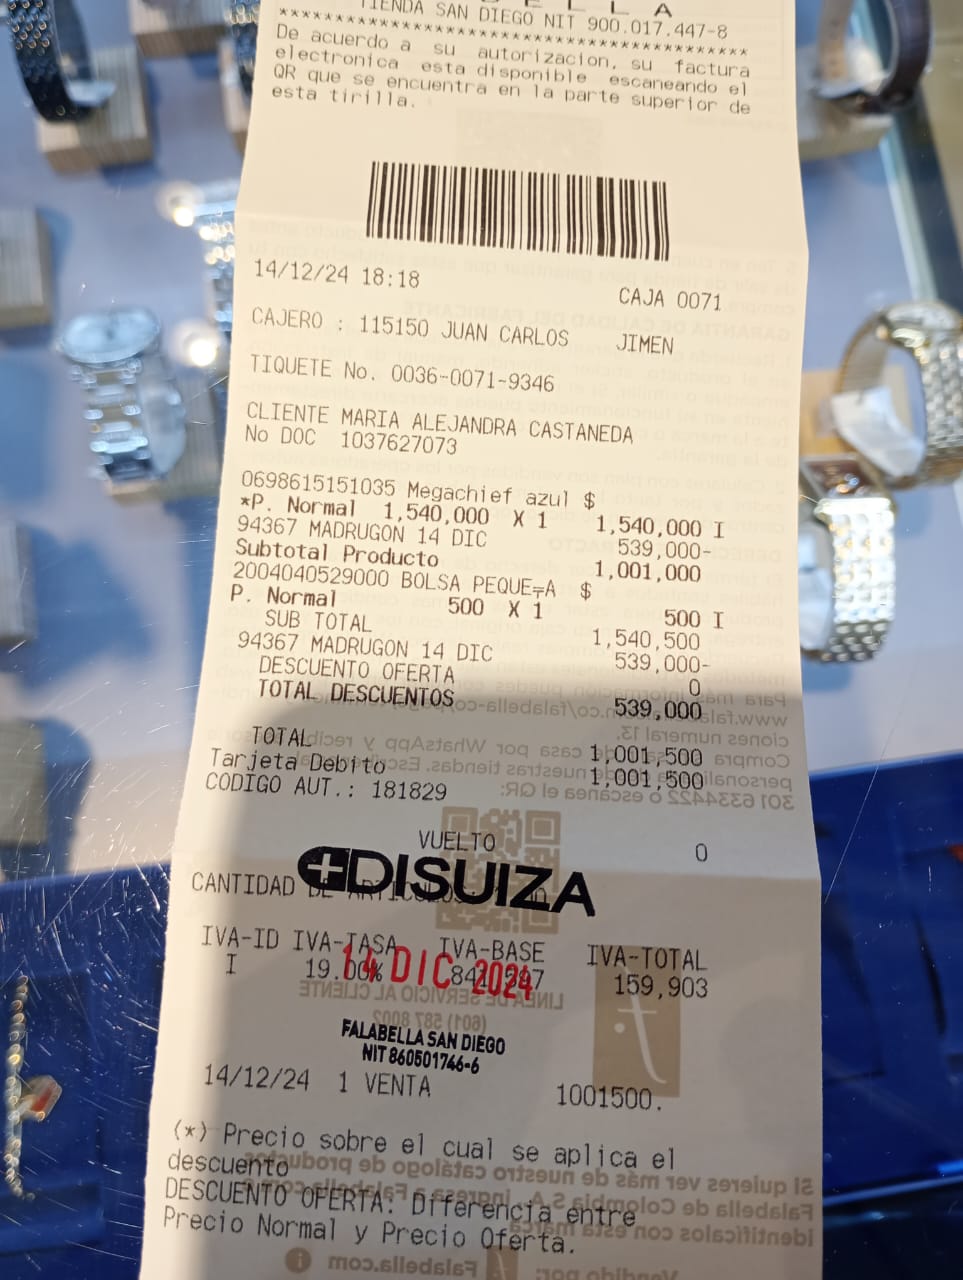 TIENDA SAN DIEGO NIT 900.017.447-8
De acuerdo a su autorizacion, su factura
electronica esta disponible escaneando el
QR que se encuentra en la parte superior de
esta tirilla.
14/12/24 18:18 CAJA 0071
CAJERO : 115150 JUAN CARLOS JIMEN
TIQUETE No. 0036-0071-9346
CLIENTE MARIA ALEJANDRA CASTANEDA
No DOC 1037627073
0698615151035 Megachief azul $
*P. Normal 1,540,000 X 1 1,540,000 I
94367 MADRUGON 14 DIC 539,000-
Subtotal Producto 1,001,000
2004040529000 BOLSA PEQUE╤A $
P. Normal 500 X 1 500 I
SUB TOTAL 1,540,500
94367 MADRUGON 14 DIC 539,000-
DESCUENTO OFERTA 0
TOTAL DESCUENTOS 539,000
TOTAL 1,001,500
Tarjeta Debito 1,001,500
CODIGO AUT.: 181829
VUELTO 0
DISUIZA
CANTIDAD DE ARTICULOS
IVA-ID IVA-TASA IVA-BASE IVA-TOTAL
I 19.00% 159,903
14 DIC 2024
FALABELLA SAN DIEGO
NIT 860501766-6
14/12/24 1 VENTA 1001500.
(*) Precio sobre el cual se aplica el
descuento
DESCUENTO OFERTA: Diferencia entre
Precio Normal y Precio Oferta.